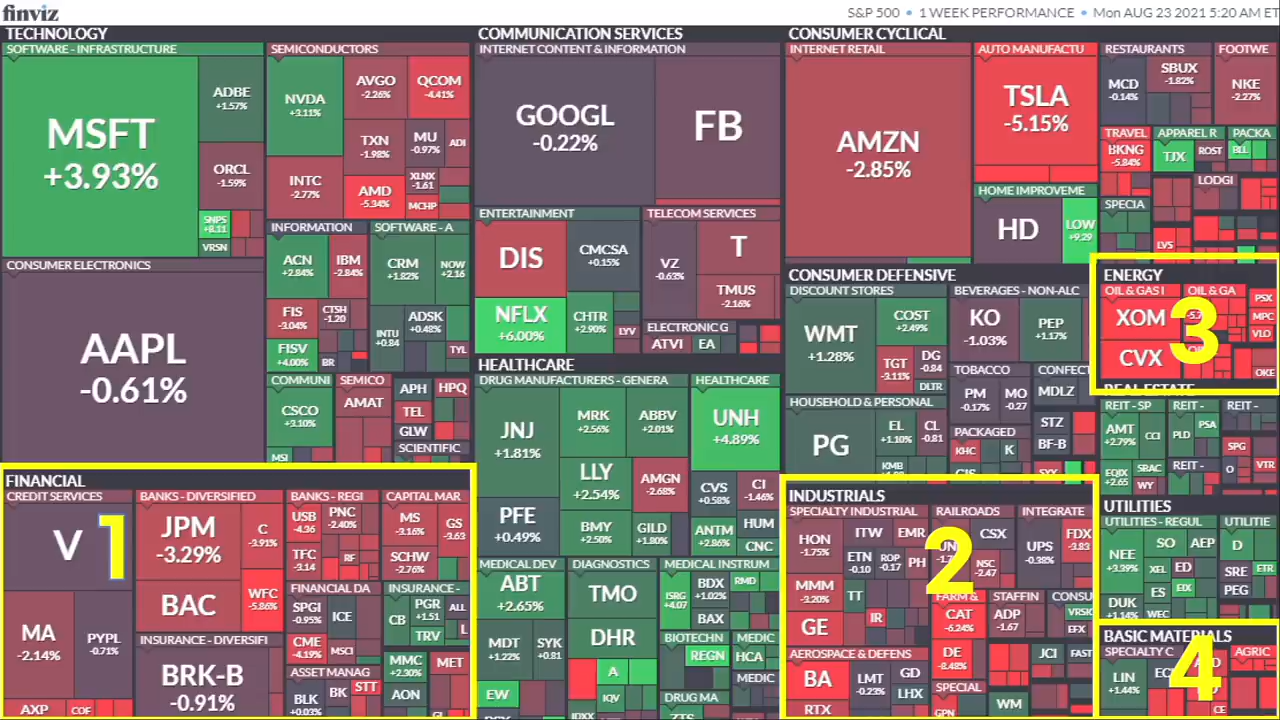 finviz
S&P 500 • 1 WEEK PERFORMANCE • Mon AUG 23 2021 5:20 AM ET
TECHNOLOGY
SOFTWARE - INFRASTRUCTURE
MSFT
+3.93%
ADBE
+1.57%
ORCL
-1.59%
SNPS
+8.11
VRSN
SEMICONDUCTORS
NVDA
+3.11%
AVGO
-2.26%
QCOM
-4.41%
TXN
-1.98%
MU
-0.97%
ADI
INTC
-2.77%
AMD
-5.34%
XLNX
-1.61
MCHP
CONSUMER ELECTRONICS
AAPL
-0.61%
INFORMATION
ACN
+2.84%
IBM
-2.84%
FIS
-3.04%
CTSH
-1.20
FISV
+4.00%
BR
SOFTWARE - A
CRM
+1.82%
NOW
+2.16
INTU
+0.84
ADSK
+0.48%
TYL
COMMUNI
CSCO
+3.10%
MSI
SEMICO
AMAT
APH
HPQ
TEL
GLW
SCIENTIFIC
COMMUNICATION SERVICES
INTERNET CONTENT & INFORMATION
GOOGL
-0.22%
FB
ENTERTAINMENT
DIS
CMCSA
+0.15%
NFLX
+6.00%
CHTR
+2.90%
LYV
TELECOM SERVICES
VZ
-0.63%
T
TMUS
-2.16%
ELECTRONIC G
ATVI
EA
HEALTHCARE
DRUG MANUFACTURERS - GENERA
JNJ
+1.81%
MRK
+2.56%
ABBV
+2.01%
LLY
+2.54%
AMGN
-2.68%
PFE
+0.49%
BMY
+2.50%
GILD
+1.80%
HEALTHCARE
UNH
+4.89%
CVS
+0.58%
CI
-1.46%
ANTM
+2.86%
HUM
CNC
MEDICAL DEV
ABT
+2.65%
MDT
+1.22%
SYK
+0.81
EW
DIAGNOSTICS
TMO
DHR
A
IQV
IDXX
MEDICAL INSTRUM
ISRG
+4.07
BDX
+1.02%
RMD
BAX
BIOTECHN
REGN
MEDIC
HCA
MEDIC
DRUG MA
ZTS
CONSUMER CYCLICAL
INTERNET RETAIL
AMZN
-2.85%
AUTO MANUFACTU
TSLA
-5.15%
HOME IMPROVEME
HD
LOW
+9.29
RESTAURANTS
MCD
-0.14%
SBUX
-1.82%
FOOTWE
NKE
-2.27%
TRAVEL
BKNG
-5.84%
APPAREL R
TJX
ROST
PACKA
BLL
LODGI
SPECIA
LVS
CONSUMER DEFENSIVE
DISCOUNT STORES
WMT
+1.28%
COST
+2.49%
TGT
-3.11%
DG
-0.84
DLTR
BEVERAGES - NON-ALC
KO
-1.03%
PEP
+1.17%
TOBACCO
PM
-0.17%
MO
-0.27
CONFECT
MDLZ
HOUSEHOLD & PERSONAL
PG
EL
+1.10%
CL
-0.81
KMB
PACKAGED
KHC
K
GIS
STZ
BF-B
SYY
ENERGY
OIL & GAS I
XOM
CVX
OIL & GA
PSX
MPC
VLO
OKE
3
REAL ESTATE
REIT - SP
AMT
+2.79%
CCI
EQIX
+2.65
SBAC
WY
REIT -
PLD
PSA
REIT -
SPG
REIT -
O
VTR
FINANCIAL
CREDIT SERVICES
V
1
MA
-2.14%
PYPL
-0.71%
AXP
COF
BANKS - DIVERSIFIED
JPM
-3.29%
C
-3.91%
BAC
WFC
-5.86%
INSURANCE - DIVERSIFI
BRK-B
-0.91%
BANKS - REGI
USB
-4.36
PNC
-2.40%
TFC
-3.14
RF
FINANCIAL DA
SPGI
-0.95%
ICE
CME
-4.19%
MSCI
ASSET MANAG
BLK
+0.03%
BK
STT
CAPITAL MAR
MS
-3.16%
GS
-3.63
SCHW
-2.76%
INSURANCE -
CB
PGR
+1.51
ALL
TRV
L
MMC
+2.30%
MET
AON
INDUSTRIALS
SPECIALTY INDUSTRIAL
HON
-1.75%
ITW
EMR
ETN
-0.10
ROP
-0.17
PH
MMM
-3.20%
TT
GE
IR
RAILROADS
CSX
NSC
-2.47
2
INTEGRATE
UPS
-0.38%
FDX
-3.83
FARM &
CAT
-6.24%
DE
-8.48%
STAFFIN
ADP
-1.67
CONSU
VRSK
EFX
AEROSPACE & DEFENS
BA
LMT
-0.23%
GD
LHX
RTX
SPECIAL
GPN
JCI
FAST
WM
UTILITIES
UTILITIES - REGUL
NEE
+3.39%
SO
AEP
XEL
ED
ES
EIX
DUK
+1.14%
WEC
UTILITIE
D
SRE
ETR
PEG
BASIC MATERIALS
SPECIALTY C
LIN
+1.44%
4
AGRIC
CE